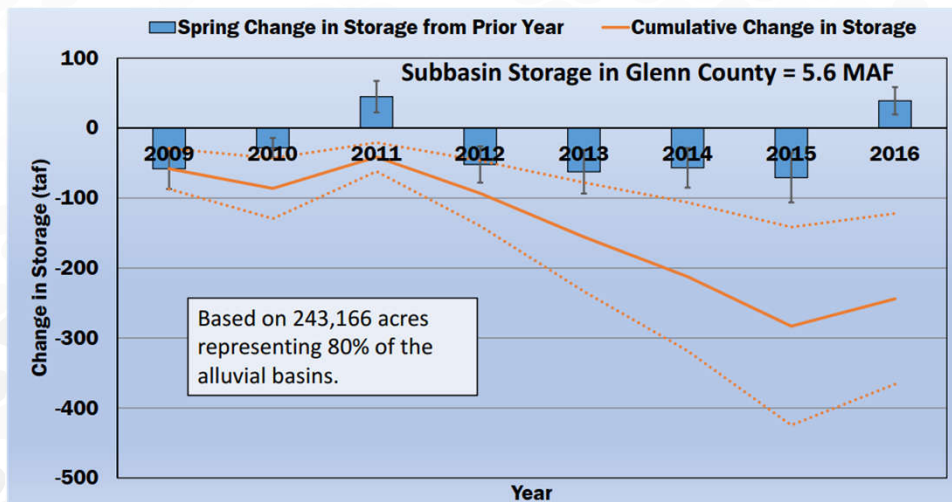 Spring Change in Storage from Prior Year
Cumulative Change in Storage
Subbasin Storage in Glenn County = 5.6 MAF
Change in Storage (taf)
100
0
-100
-200
-300
-400
-500
2009 2010 2011 2012 2013 2014 2015 2016
Based on 243,166 acres
representing 80% of the
alluvial basins.
Year